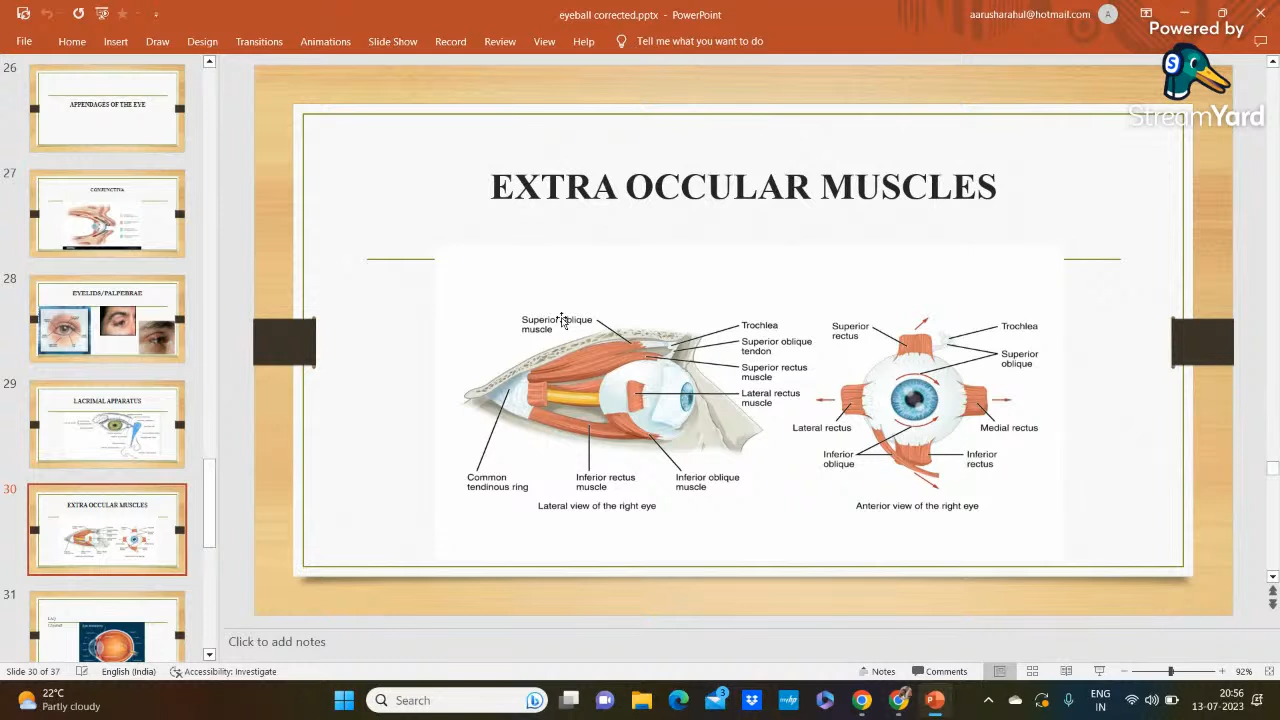 eyeball corrected.pptx - PowerPoint
aarusharahul@hotmail.com
A
Powered by
StreamYard
File Home Insert Draw Design Transitions Animations Slide Show Record Review View Help Tell me what you want to do
26
APPENDAGES OF THE EYE
27
CONJUNCTIVA
28
EYELIDS/PALPEBRAE
29
LACRIMAL APPARATUS
30
EXTRA OCCULAR MUSCLES
31
EXTRA OCCULAR MUSCLES
Superior oblique
muscle
Trochlea
Superior oblique
tendon
Superior rectus
muscle
Lateral rectus
muscle
Common
tendinous ring
Inferior rectus
muscle
Inferior oblique
muscle
Lateral view of the right eye
Superior
rectus
Trochlea
Superior
oblique
Lateral rectus
Medial rectus
Inferior
oblique
Inferior
rectus
Anterior view of the right eye
Click to add notes
Slide 30 of 37 English (India) Accessibility: Investigate Notes Comments 92%
22°C
Partly cloudy
Search
3
ENG
IN
20:56
13-07-2023